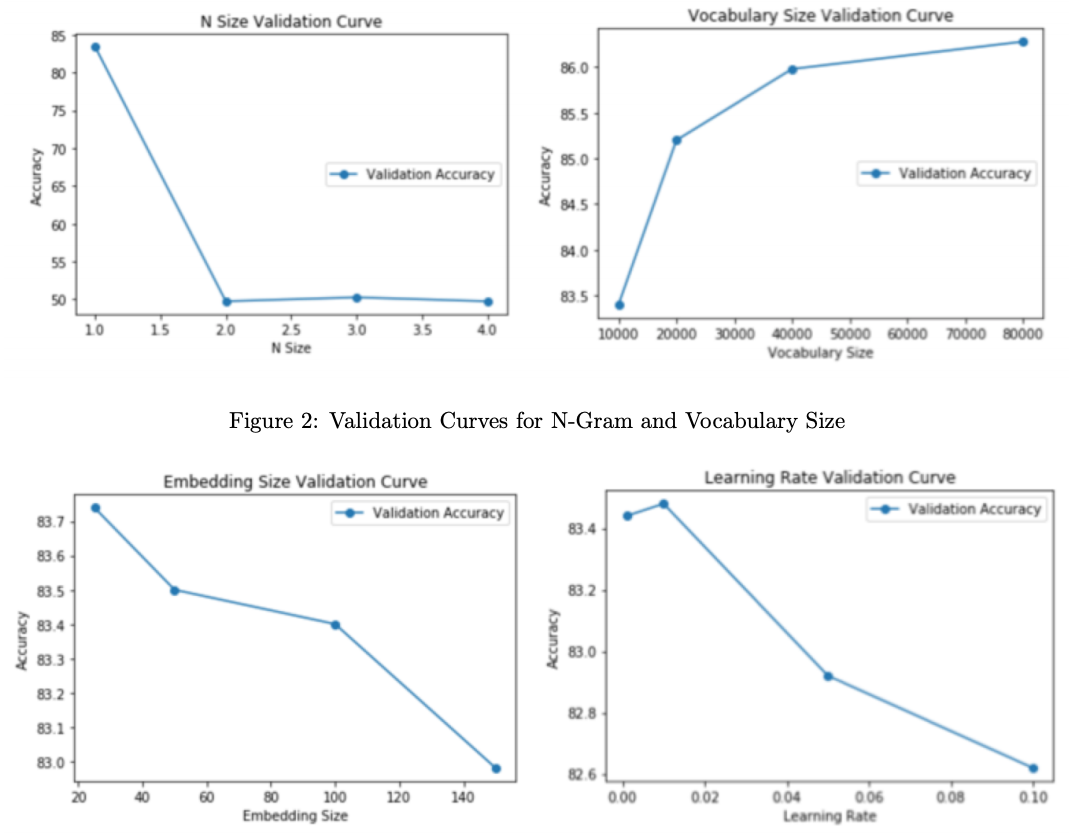 N Size Validation Curve
85
80
75
70
65
60
55
50
Accuracy
Validation Accuracy
1.0 1.5 2.0 2.5 3.0 3.5 4.0
N Size
Vocabulary Size Validation Curve
86.0
85.5
85.0
84.5
84.0
83.5
Accuracy
Validation Accuracy
10000 20000 30000 40000 50000 60000 70000 80000
Vocabulary Size
Figure 2: Validation Curves for N-Gram and Vocabulary Size
Embedding Size Validation Curve
Validation Accuracy
83.7
83.6
83.5
83.4
83.3
83.2
83.1
83.0
Accuracy
20 40 60 80 100 120 140
Embedding Size
Learning Rate Validation Curve
Validation Accuracy
83.4
83.2
83.0
82.8
82.6
Accuracy
0.00 0.02 0.04 0.06 0.08 0.10
Learning Rate